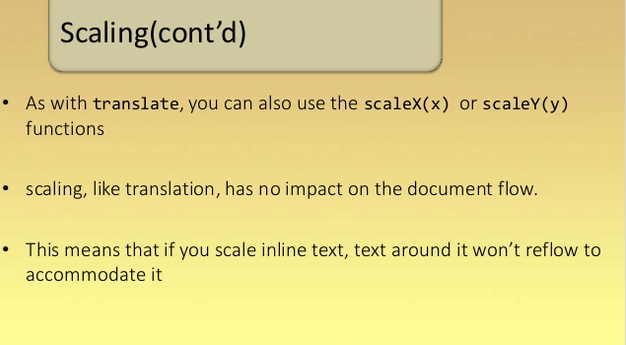 Scaling(cont’d)
• As with translate, you can also use the scaleX(x) or scaleY(y)
functions
• scaling, like translation, has no impact on the document flow.
• This means that if you scale inline text, text around it won’t reflow to
accommodate it